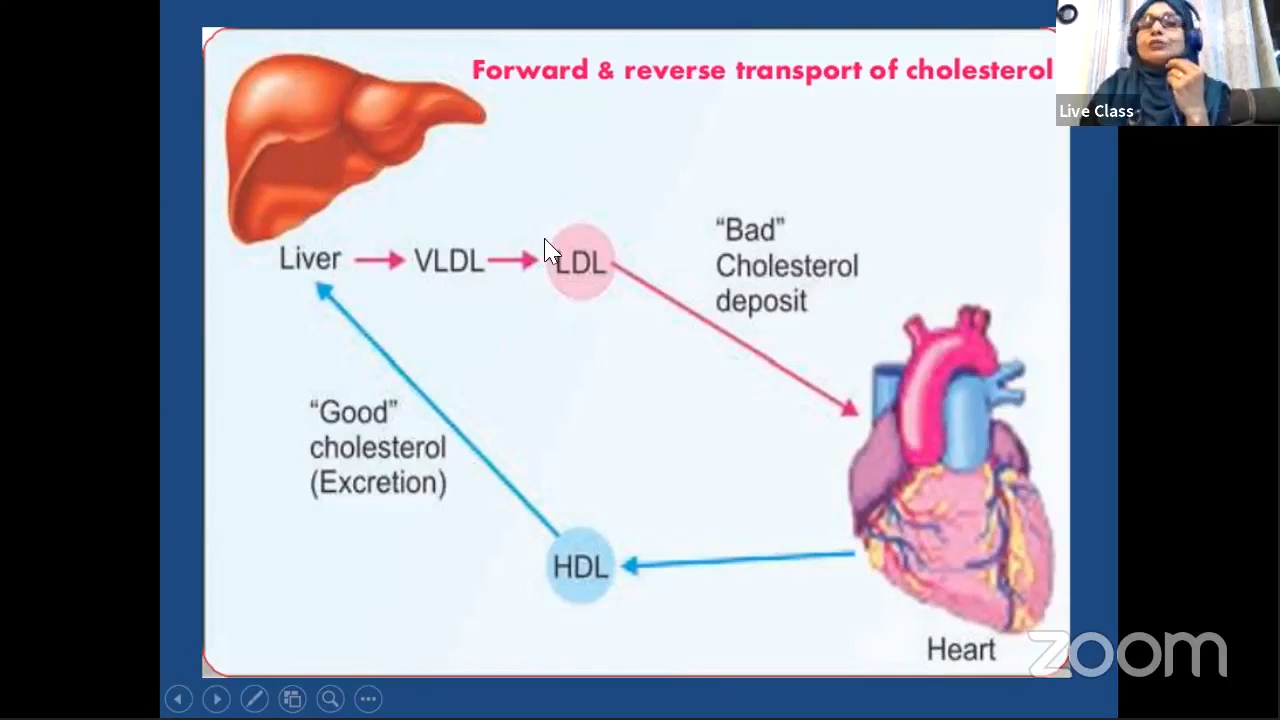 Forward & reverse transport of cholesterol
Live Class
Liver
VLDL
LDL
“Bad”
Cholesterol
deposit
“Good”
cholesterol
(Excretion)
HDL
Heart
zoom